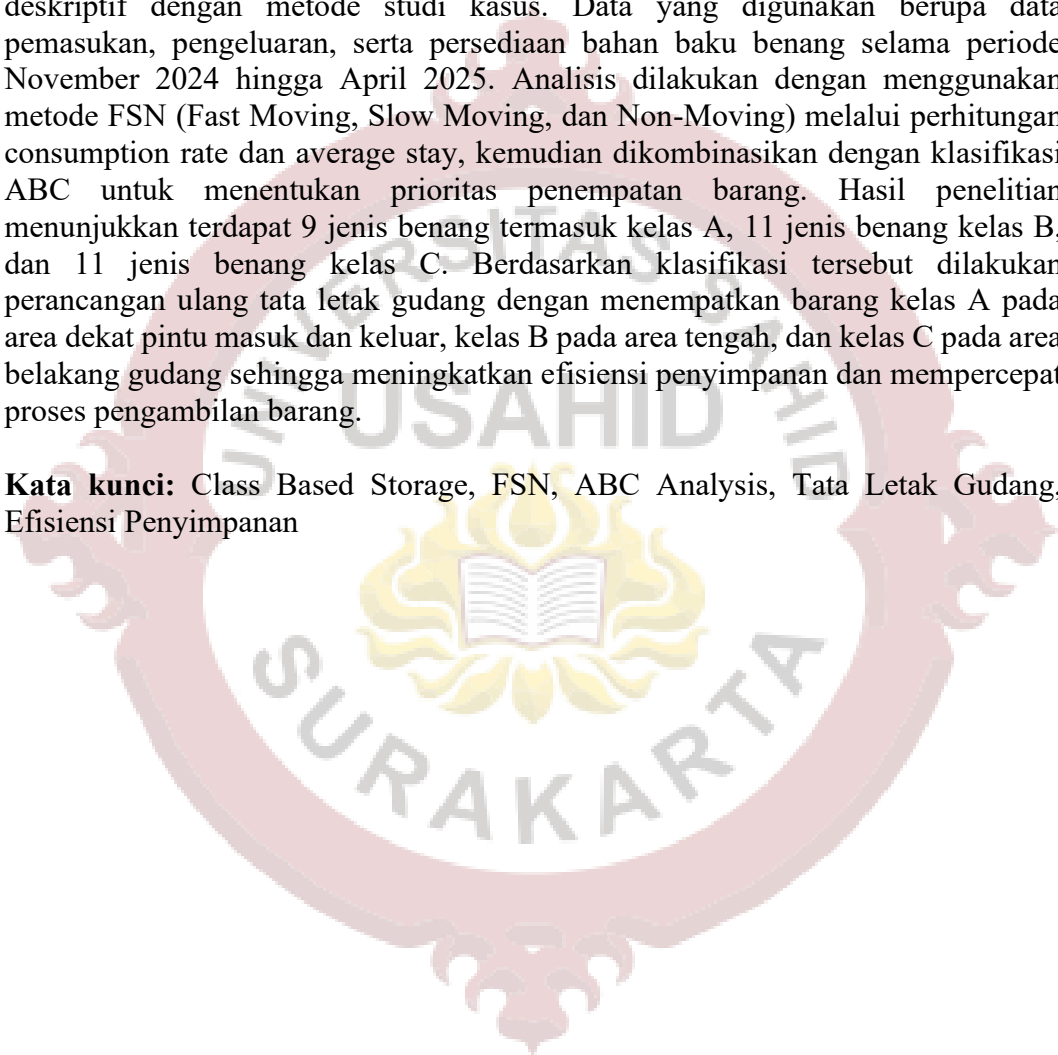 deskriptif dengan metode studi kasus. Data yang digunakan berupa data
pemasukan, pengeluaran, serta persediaan bahan baku benang selama periode
November 2024 hingga April 2025. Analisis dilakukan dengan menggunakan
metode FSN (Fast Moving, Slow Moving, dan Non-Moving) melalui perhitungan
consumption rate dan average stay, kemudian dikombinasikan dengan klasifikasi
ABC untuk menentukan prioritas penempatan barang. Hasil penelitian
menunjukkan terdapat 9 jenis benang termasuk kelas A, 11 jenis benang kelas B,
dan 11 jenis benang kelas C. Berdasarkan klasifikasi tersebut dilakukan
perancangan ulang tata letak gudang dengan menempatkan barang kelas A pada
area dekat pintu masuk dan keluar, kelas B pada area tengah, dan kelas C pada area
belakang gudang sehingga meningkatkan efisiensi penyimpanan dan mempercepat
proses pengambilan barang.
Kata kunci: Class Based Storage, FSN, ABC Analysis, Tata Letak Gudang,
Efisiensi Penyimpanan
UNIVERSITAS SAHID
USAHID
SURAKARTA